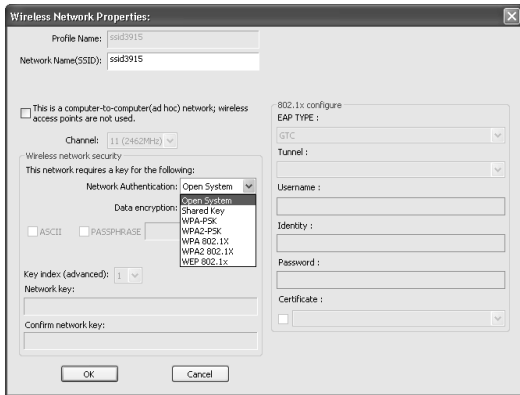 Wireless Network Properties:
Profile Name: ssid3915
Network Name(SSID): ssid3915
This is a computer-to-computer(ad hoc) network; wireless
access points are not used.
Channel: 11 (2462MHz)
Wireless network security
This network requires a key for the following:
Network Authentication: Open System
Data encryption:
Open System
Shared Key
WPA-PSK
WPA2-PSK
WPA 802.1X
WPA2 802.1X
WEP 802.1x
ASCII PASSPHRASE
Key index (advanced): 1
Network key:
Confirm network key:
OK Cancel
802.1x configure
EAP TYPE :
GTC
Tunnel :
Username :
Identity :
Password :
Certificate :